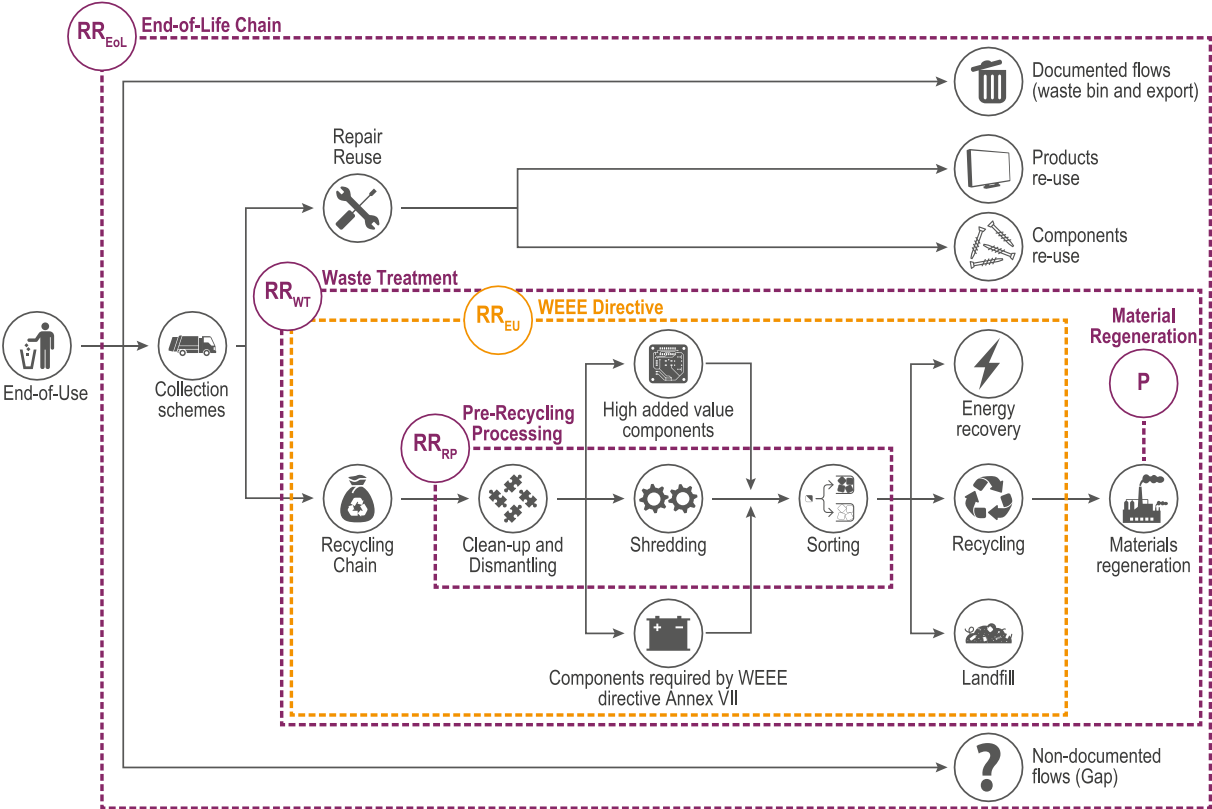 RR EoL
End-of-Life Chain
Documented flows
(waste bin and export)
Repair
Reuse
Products
re-use
Components
re-use
RR WT
Waste Treatment
RR EU
WEEE Directive
Material
Regeneration
P
End-of-Use
Collection
schemes
High added value
components
Energy
recovery
RR RP
Pre-Recycling
Processing
Recycling
Chain
Clean-up and
Dismantling
Shredding
Sorting
Recycling
Materials
regeneration
+ -
Components required by WEEE
directive Annex VII
Landfill
?
Non-documented
flows (Gap)